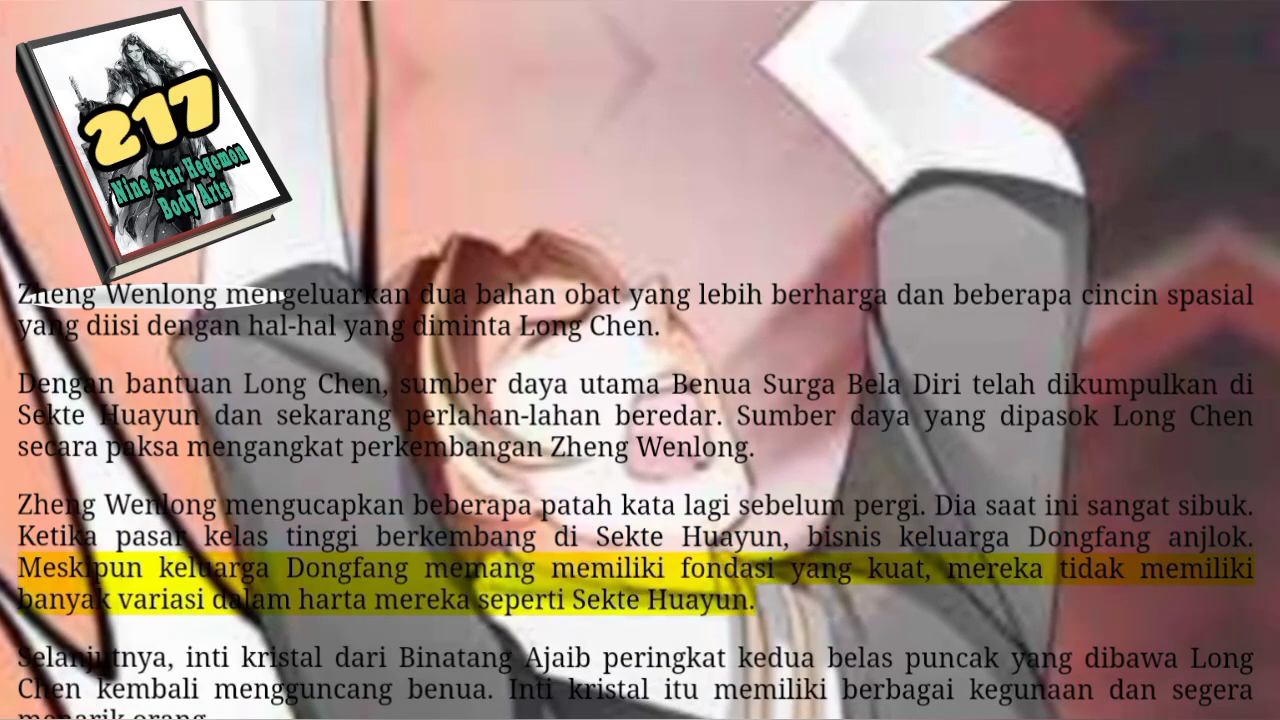 217
Nine Star Hegemon
Body Arts
Zheng Wenlong mengeluarkan dua bahan obat yang lebih berharga dan beberapa cincin spasial
yang diisi dengan hal-hal yang diminta Long Chen.
Dengan bantuan Long Chen, sumber daya utama Benua Surga Bela Diri telah dikumpulkan di
Sekte Huayun dan sekarang perlahan-lahan beredar. Sumber daya yang dipasok Long Chen
secara paksa mengangkat perkembangan Zheng Wenlong.
Zheng Wenlong mengucapkan beberapa patah kata lagi sebelum pergi. Dia saat ini sangat sibuk.
Ketika pasar kelas tinggi berkembang di Sekte Huayun, bisnis keluarga Dongfang anjlok.
Meskipun keluarga Dongfang memang memiliki fondasi yang kuat, mereka tidak memiliki
banyak variasi dalam harta mereka seperti Sekte Huayun.
Selanjutnya, inti kristal dari Binatang Ajaib peringkat kedua belas puncak yang dibawa Long
Chen kembali mengguncang benua. Inti kristal itu memiliki berbagai kegunaan dan segera
menarik orang.